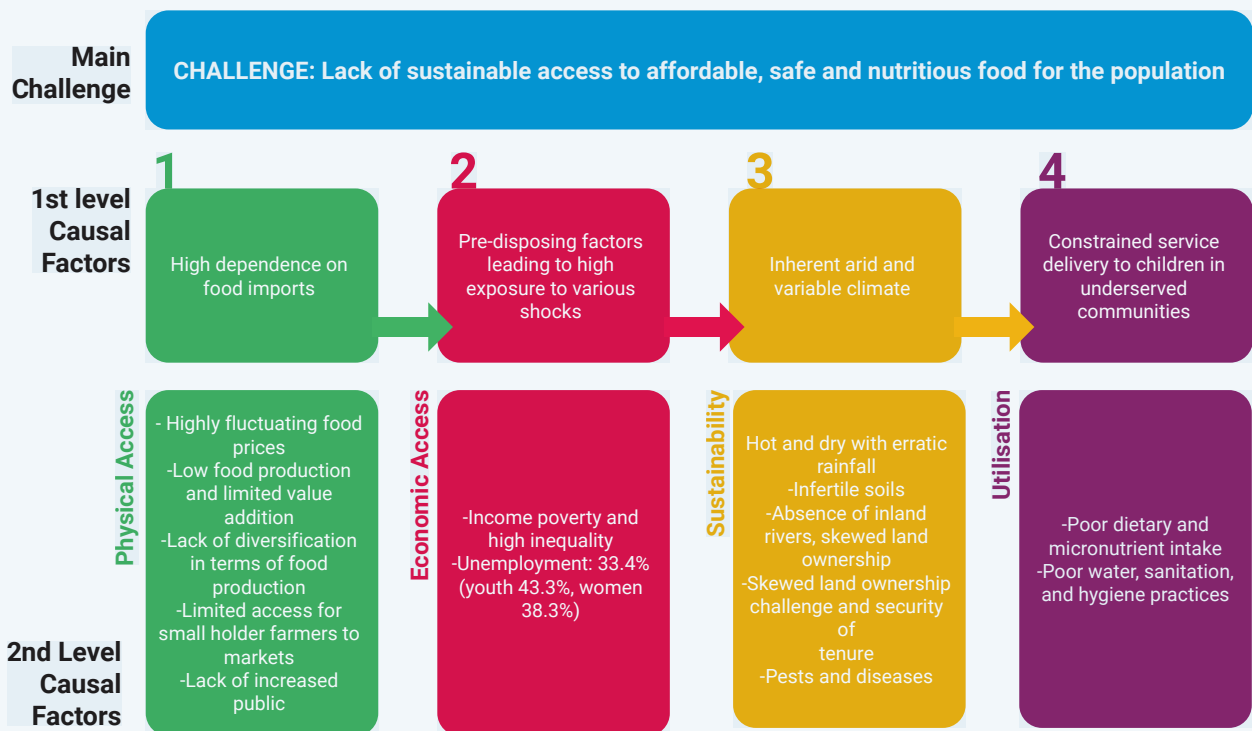 Main
Challenge
CHALLENGE: Lack of sustainable access to affordable, safe and nutritious food for the population
1st level
Causal
Factors
1
High dependence on
food imports
2
Pre-disposing factors
leading to high
exposure to various
shocks
3
Inherent arid and
variable climate
4
Constrained service
delivery to children in
underserved
communities
2nd Level
Causal
Factors
Physical Access
- Highly fluctuating food
prices
-Low food production
and limited value
addition
-Lack of diversification
in terms of food
production
-Limited access for
small holder farmers to
markets
-Lack of increased
public
Economic Access
-Income poverty and
high inequality
-Unemployment: 33.4%
(youth 43.3%, women
38.3%)
Sustainability
Hot and dry with erratic
rainfall
-Infertile soils
-Absence of inland
rivers, skewed land
ownership
-Skewed land ownership
challenge and security
of
tenure
-Pests and diseases
Utilisation
-Poor dietary and
micronutrient intake
-Poor water, sanitation,
and hygiene practices